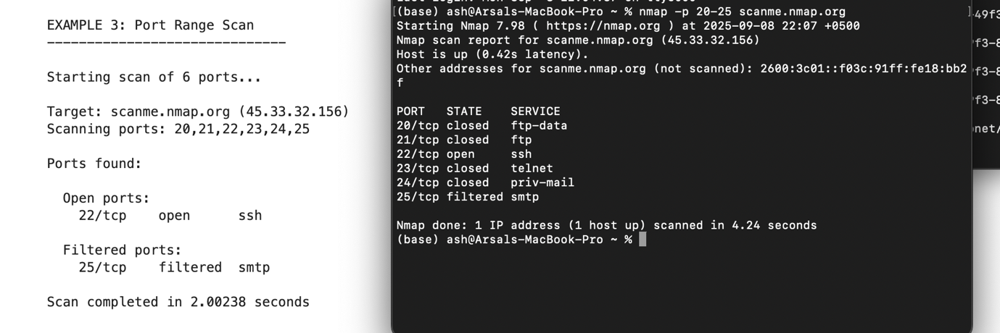 EXAMPLE 3: Port Range Scan
------------------------------
Starting scan of 6 ports...
Target: scanme.nmap.org (45.33.32.156)
Scanning ports: 20,21,22,23,24,25
Ports found:
Open ports:
22/tcp open ssh
Filtered ports:
25/tcp filtered smtp
Scan completed in 2.00238 seconds
[(base) ash@Arsals-MacBook-Pro ~ % nmap -p 20-25 scanme.nmap.org ]
Starting Nmap 7.98 ( https://nmap.org ) at 2025-09-08 22:07 +0500
Nmap scan report for scanme.nmap.org (45.33.32.156)
Host is up (0.42s latency).
Other addresses for scanme.nmap.org (not scanned): 2600:3c01::f03c:91ff:fe18:bb2
f
PORT STATE SERVICE
20/tcp closed ftp-data
21/tcp closed ftp
22/tcp open ssh
23/tcp closed telnet
24/tcp closed priv-mail
25/tcp filtered smtp
Nmap done: 1 IP address (1 host up) scanned in 4.24 seconds
(base) ash@Arsals-MacBook-Pro ~ %
49f3
f3-8
f3-8
f3-8
net/